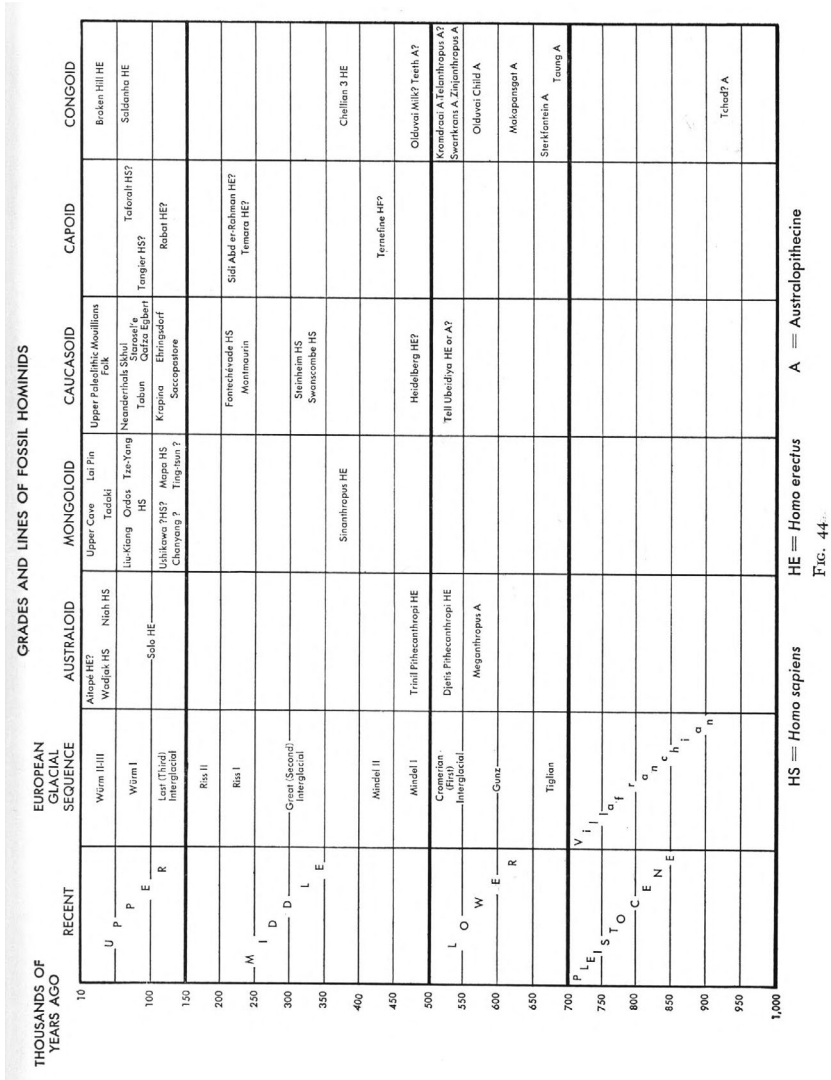 GRADES AND LINES OF FOSSIL HOMINIDS
THOUSANDS OF
YEARS AGO
RECENT
EUROPEAN
GLACIAL
SEQUENCE
AUSTRALOID
MONGOLOID
CAUCASOID
CAPOID
CONGOID
10
100
150
200
250
300
350
400
450
500
550
600
650
700
750
800
850
900
950
1,000
UPPER
MIDDLE
LOWER
PLEISTOCENE
Würm II-III
Würm I
Last (Third)
Interglacial
Riss II
Riss I
Great (Second)
Interglacial
Mindel II
Mindel I
Cromerian
(First)
Interglacial
Gunz
Tiglian
Villafranchian
Aitapé HE?
Wadjak HS Niah HS
Solo HE
Trinil Pithecanthropi HE
Djetis Pithecanthropi HE
Meganthropus A
Upper Cave Lai Pin
Tadaki
Liu-Kiang Ordos Tze-Yang
HS
Ushikawa ?HS? Mapa HS
Chanyang ? Ting-tsun ?
Sinanthropus HE
Upper Paleolithic Mouillians
Folk
Neanderthals Skhul
Starosel'e
Tabun Qafza Egbert
Krapina Ehringsdorf
Saccopastore
Fontechévade HS
Montmaurin
Steinheim HS
Swanscombe HS
Heidelberg HE?
Tell Ubeidiya HE or A?
Taforalt HS?
Tangier HS?
Rabat HE?
Sidi Abd er-Rahman HE?
Temara HE?
Ternefine HF?
Broken Hill HE
Saldanha HE
Chellian 3 HE
Olduvai Milk? Teeth A?
Kromdraai A Telanthropus A?
Swartkrans A Zinjanthropus A
Olduvai Child A
Makapansgat A
Sterkfontein A Taung A
Tchad? A
HS = Homo sapiens HE = Homo erectus A = Australopithecine
FIG. 44